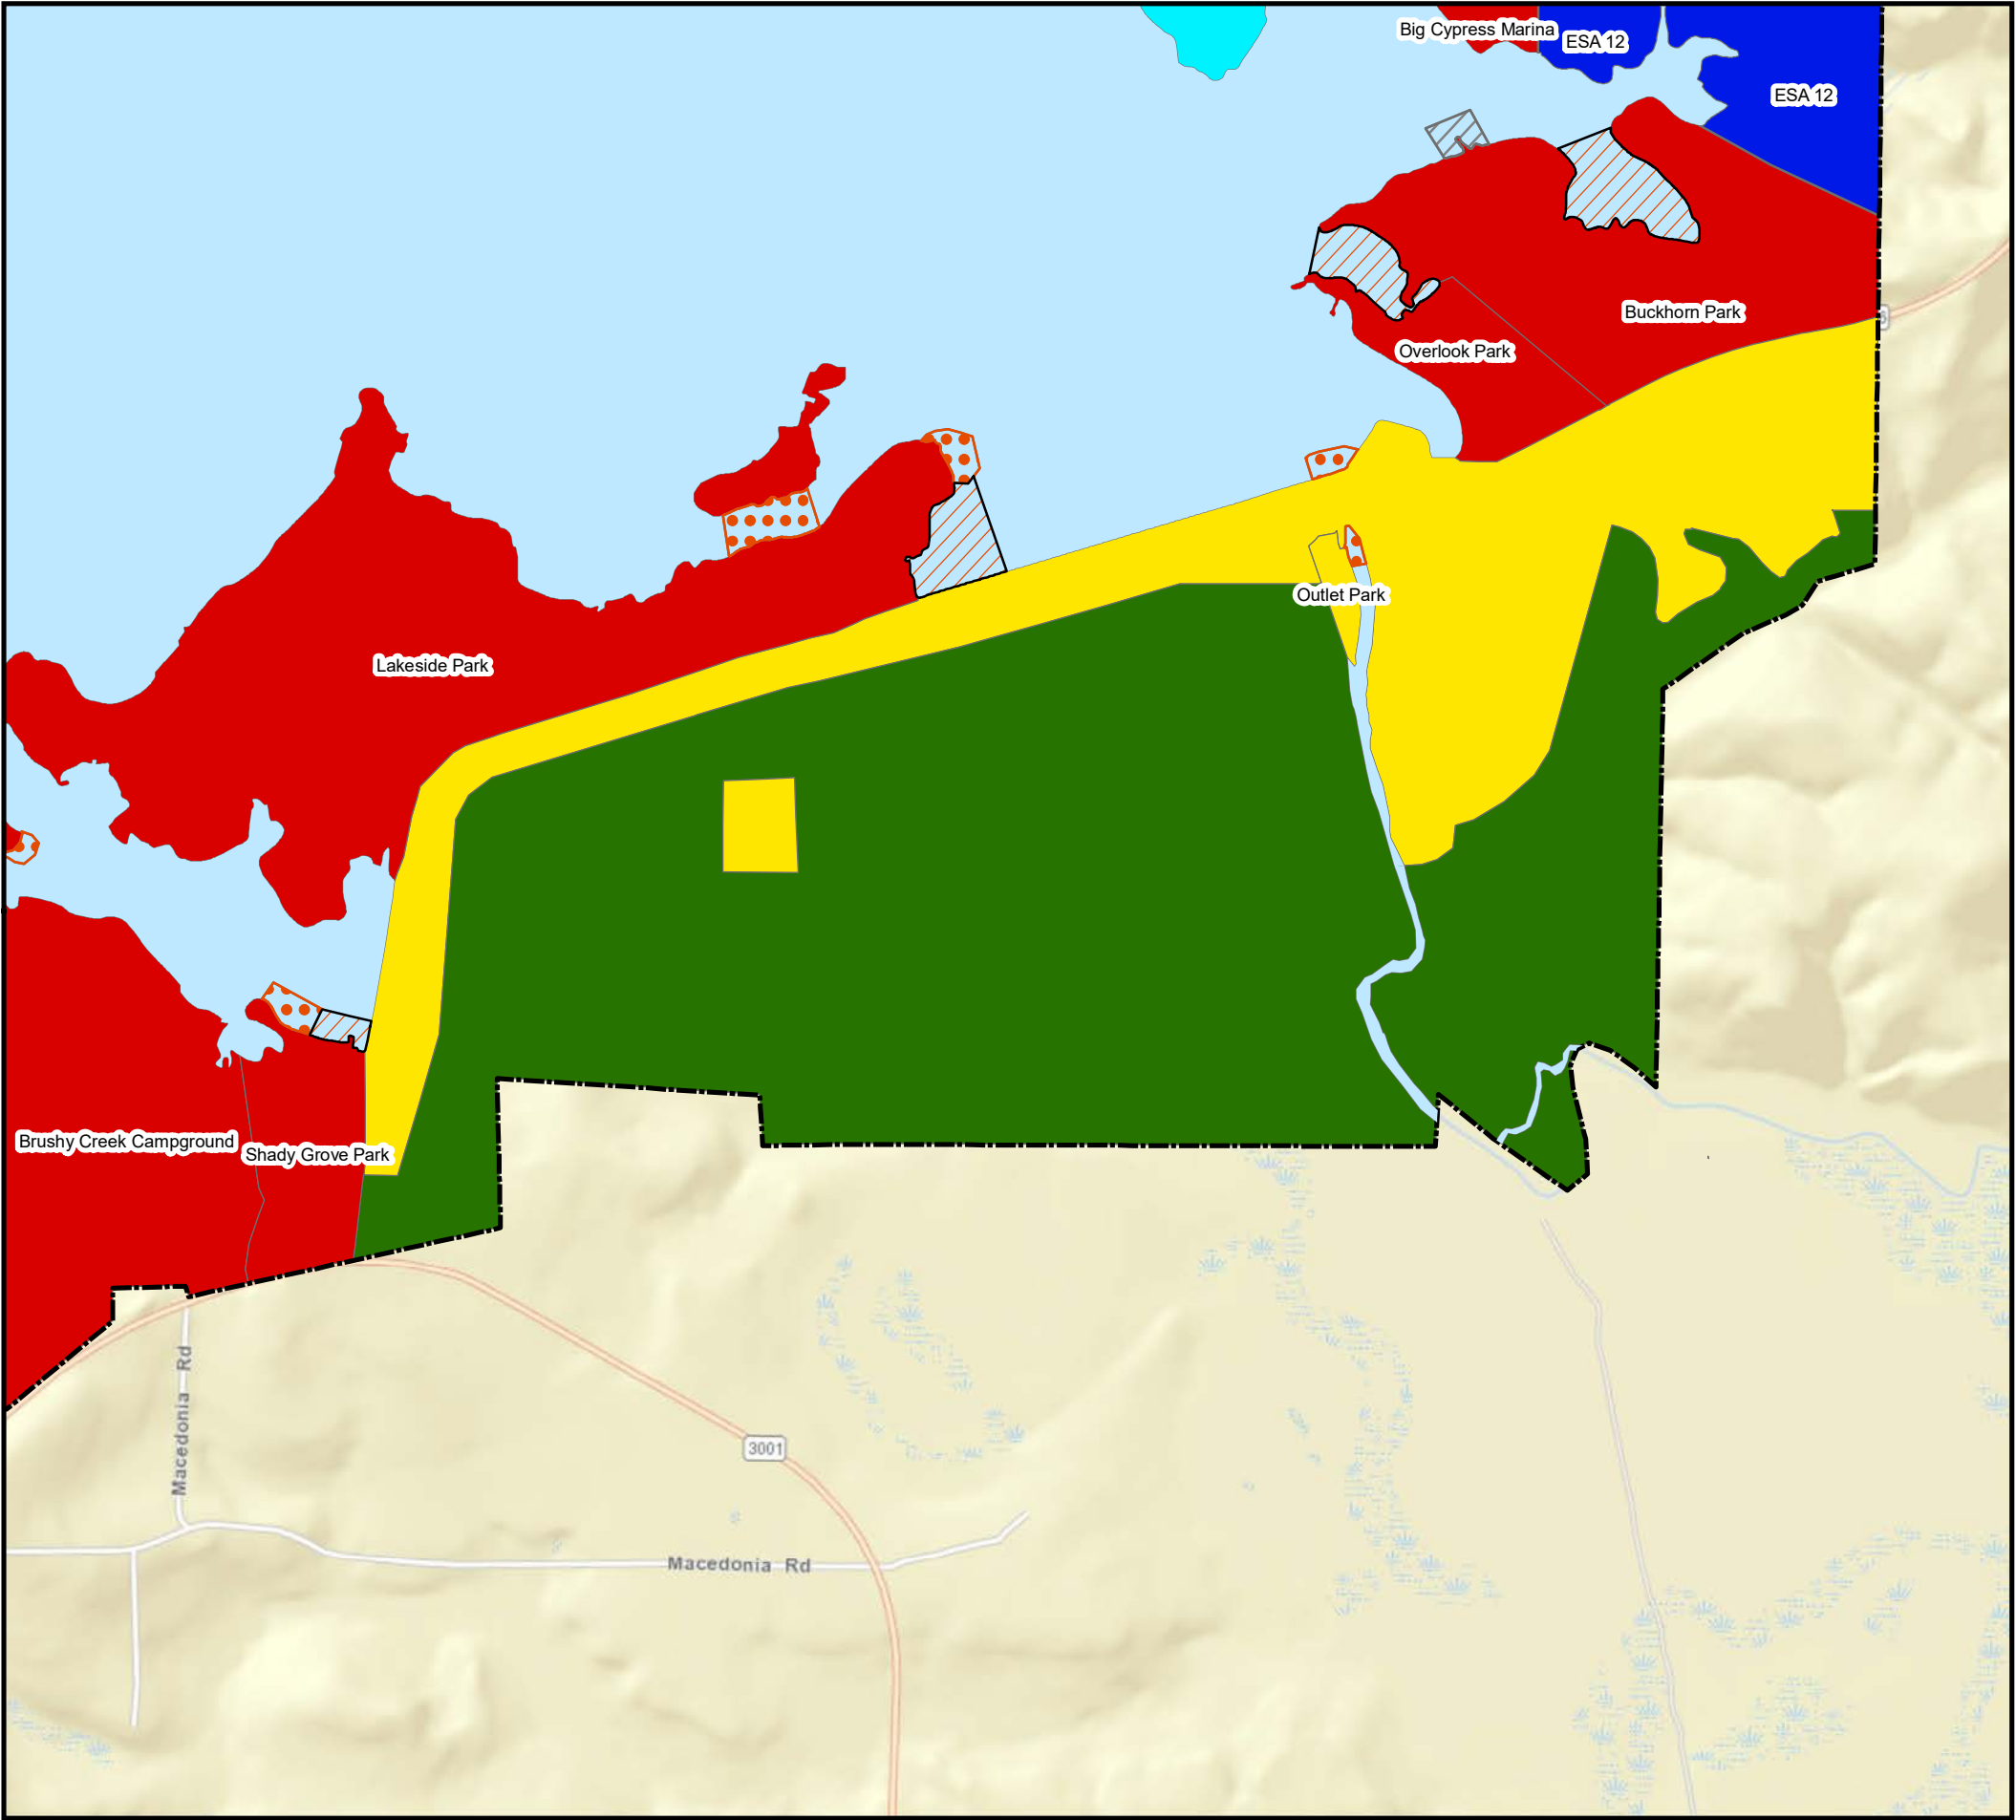 Big Cypress Marina
ESA 12
ESA 12
Buckhorn Park
Overlook Park
Outlet Park
Lakeside Park
Brushy Creek Campground
Shady Grove Park
Macedonia Rd
3001
Macedonia Rd